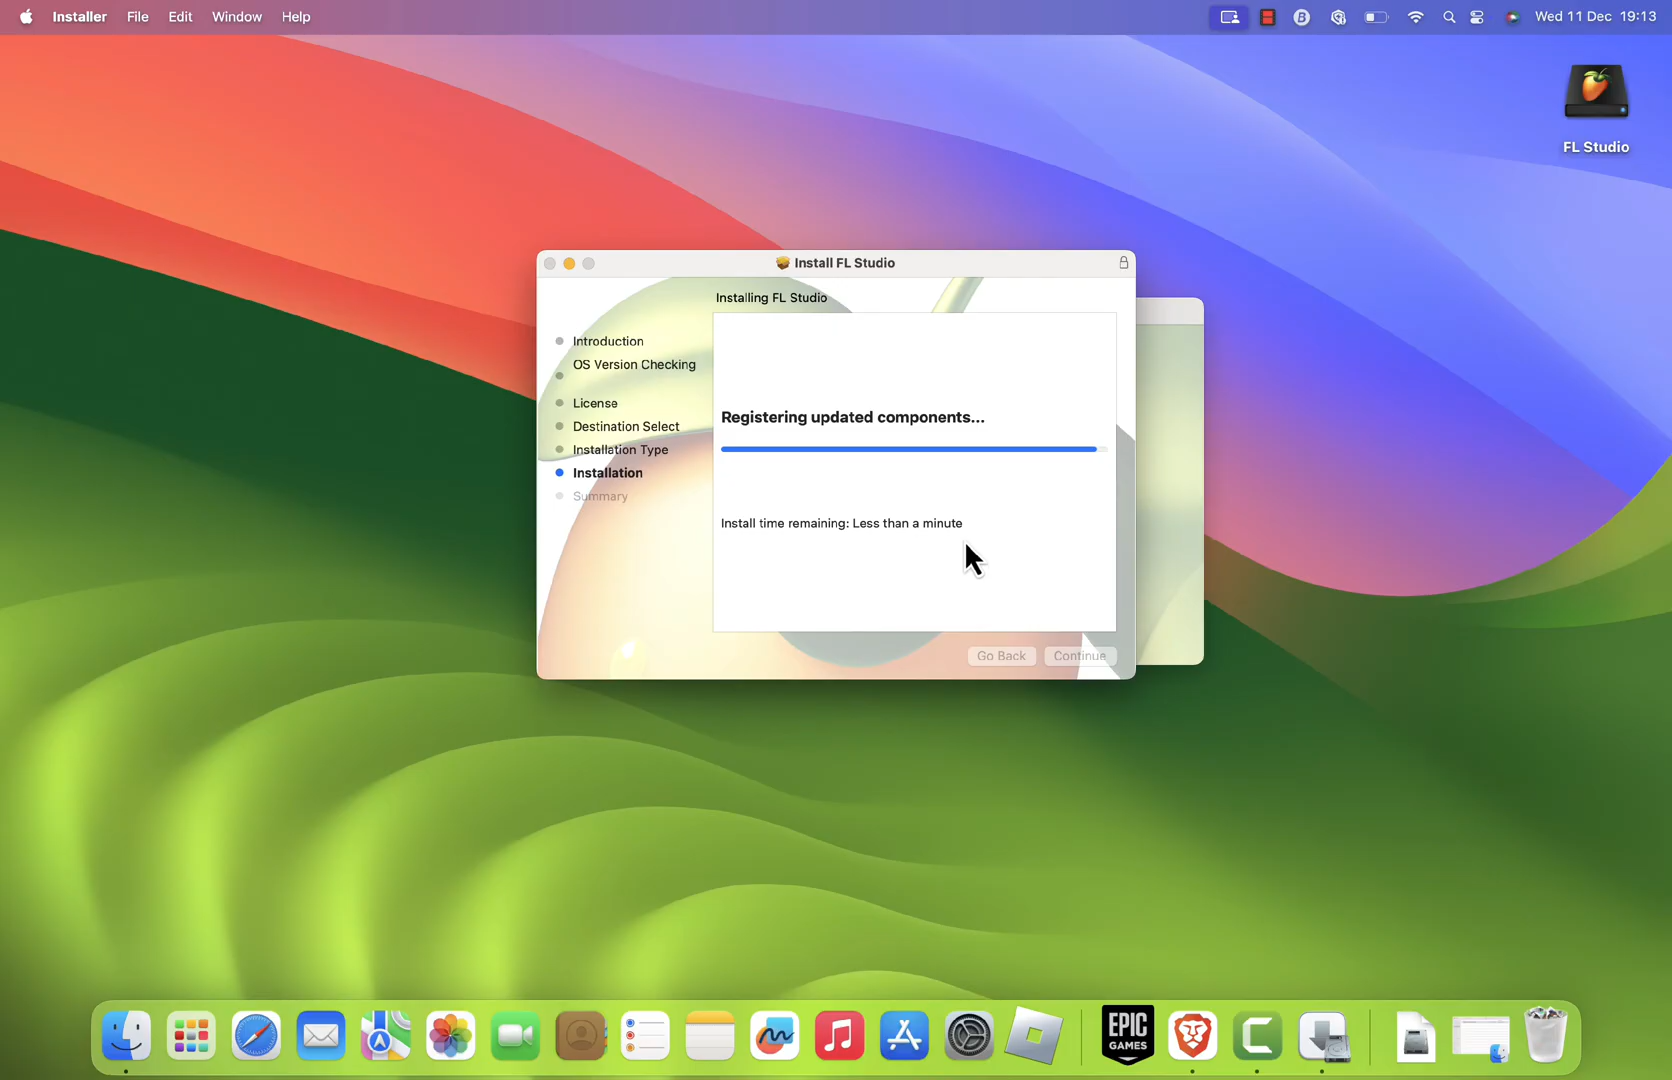 Installer File Edit Window Help
Wed 11 Dec 19:13
FL Studio
Install FL Studio
Installing FL Studio
Introduction
OS Version Checking
License
Destination Select
Installation Type
Installation
Summary
Registering updated components...
Install time remaining: Less than a minute
Go Back Continue
EPIC
GAMES